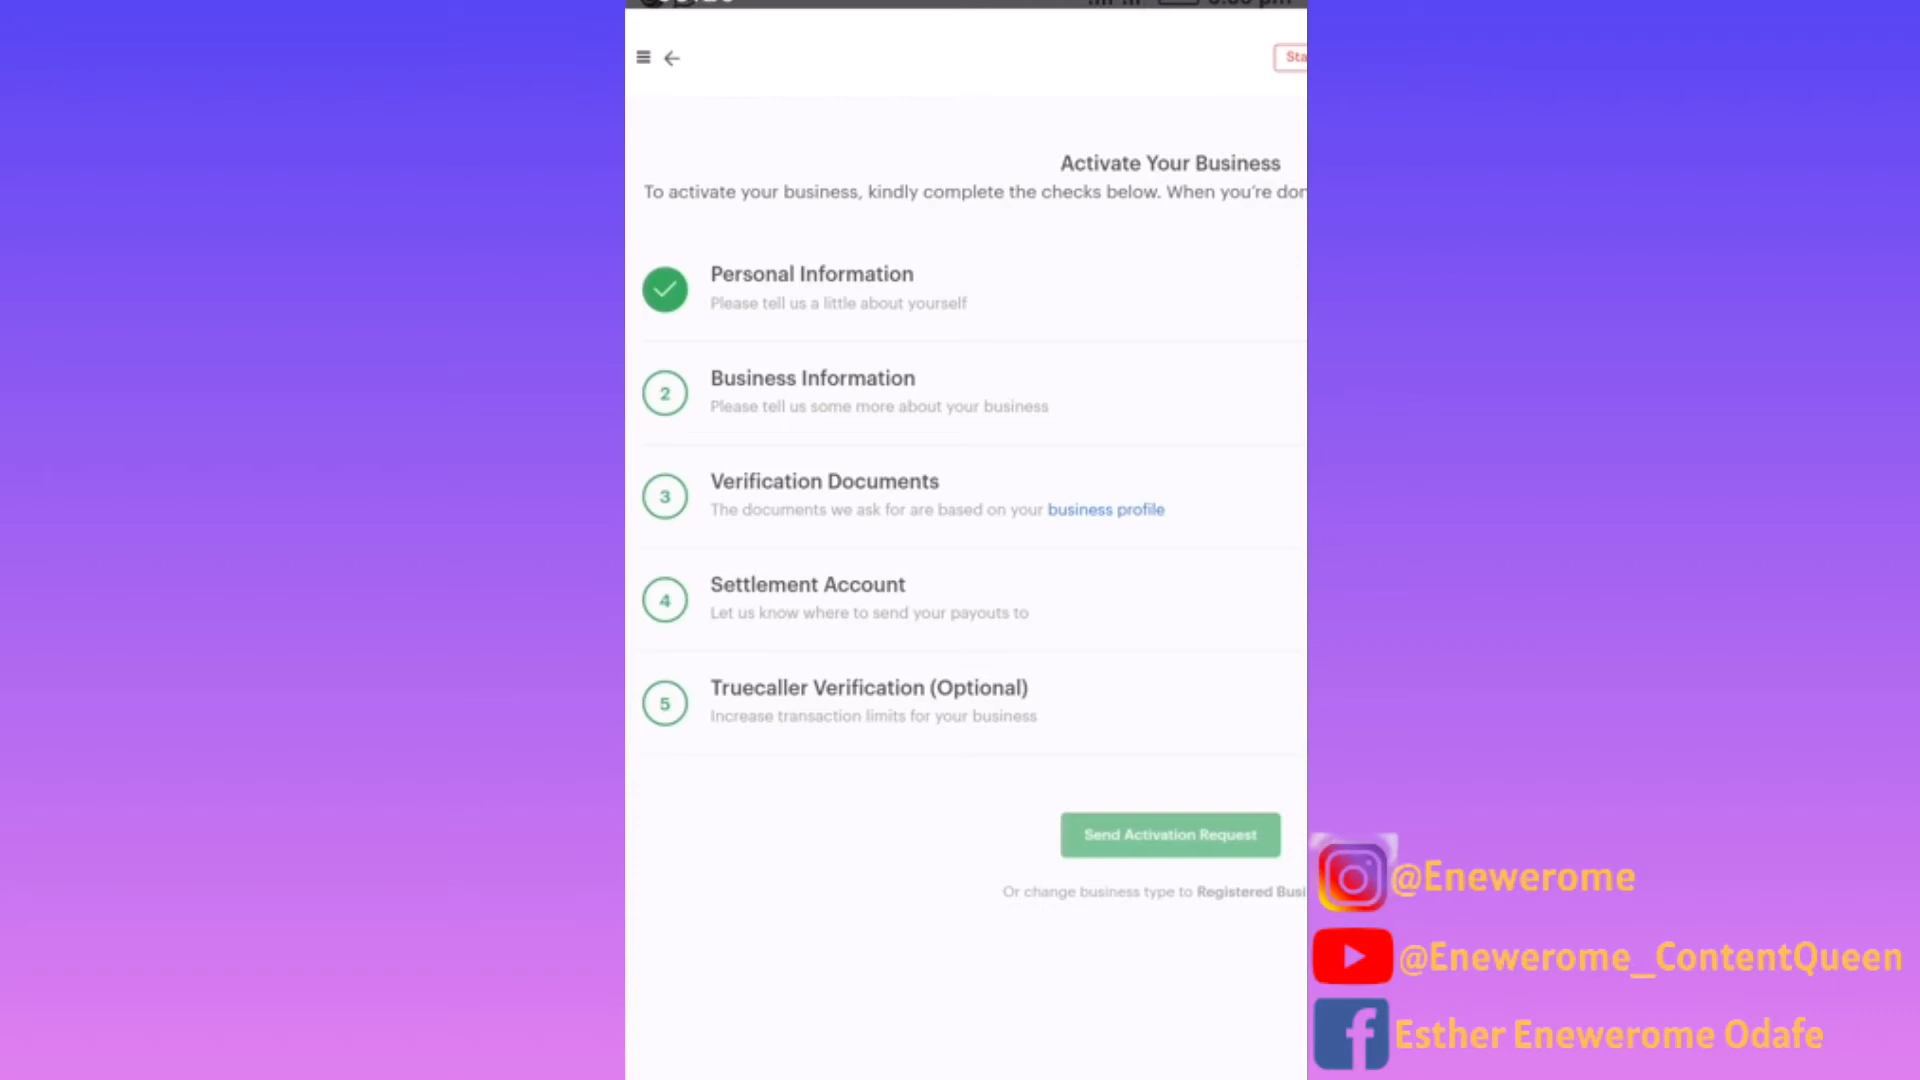 Sta
Activate Your Business
To activate your business, kindly complete the checks below. When you're don
Personal Information
Please tell us a little about yourself
2
Business Information
Please tell us some more about your business
3
Verification Documents
The documents we ask for are based on your business profile
4
Settlement Account
Let us know where to send your payouts to
5
Truecaller Verification (Optional)
Increase transaction limits for your business
Send Activation Request
Or change business type to Registered Busi
@Enewerome
@Enewerome_ContentQueen
Esther Enewerome Odafe